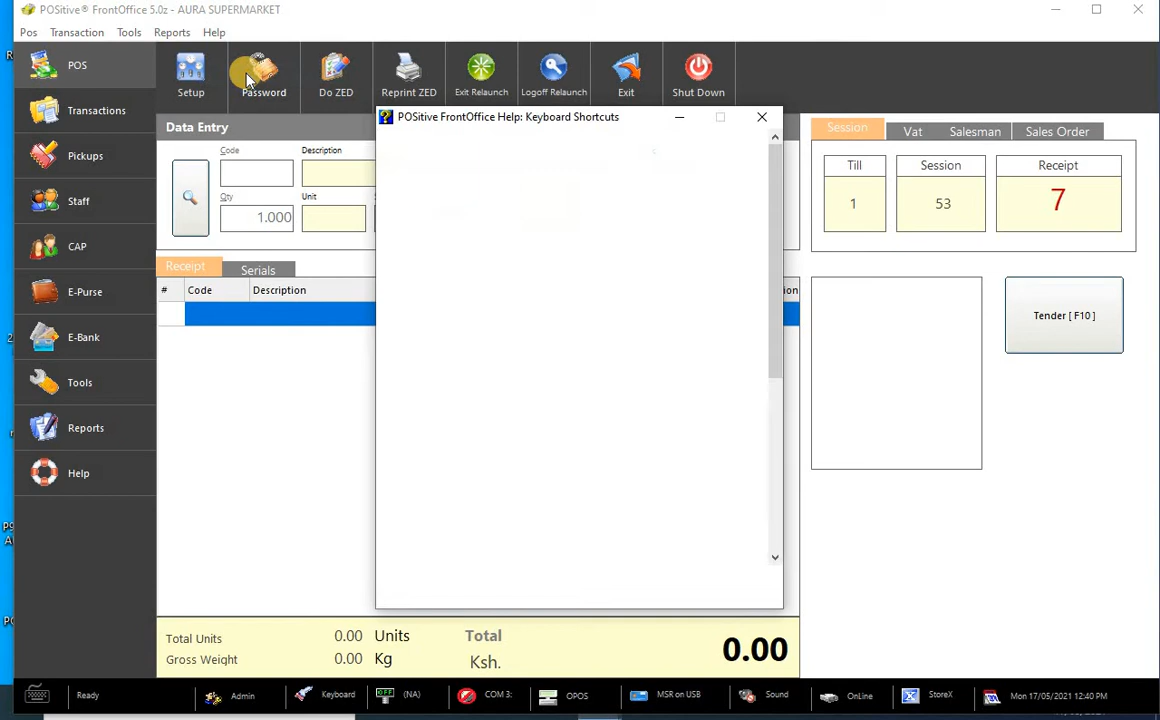 POSitive® FrontOffice 5.0z - AURA SUPERMARKET
Pos Transaction Tools Reports Help
POS
Transactions
Pickups
Staff
CAP
E-Purse
E-Bank
Tools
Reports
Help
Setup Password Do ZED Reprint ZED Exit Relaunch Logoff Relaunch Exit Shut Down
POSitive FrontOffice Help: Keyboard Shortcuts
Data Entry
Code Description
Qty Unit
1.000
Receipt Serials
# Code Description
Session Vat Salesman Sales Order
Till Session Receipt
1 53 7
Tender [ F10 ]
Total Units 0.00 Units Total
Gross Weight 0.00 Kg Ksh. 0.00
Ready Admin Keyboard OFF (NA) COM 3: OPOS MSR on USB Sound OnLine StoreX Mon 17/05/2021 12:40 PM